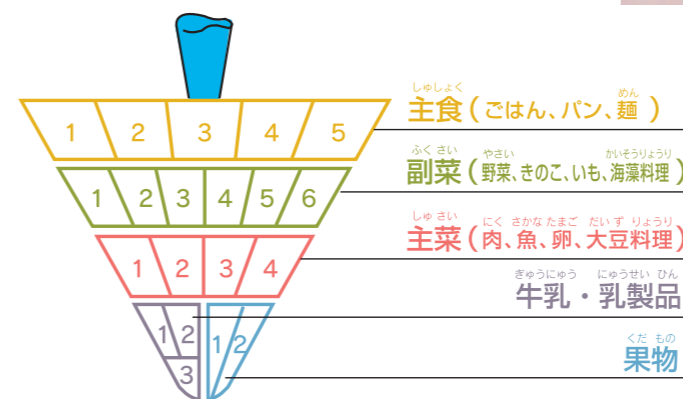 1 2 3 4 5
しゅしょく めん
主食(ごはん、パン、麺)
1 2 3 4 5 6
ふくさい やさい かいそうりょうり
副菜(野菜、きのこ、いも、海藻料理)
1 2 3 4
しゅさい にく さかな たまご だいず りょうり
主菜(肉、魚、卵、大豆料理)
1 2 3
ぎゅうにゅう にゅうせいひん
牛乳・乳製品
1 2
くだもの
果物